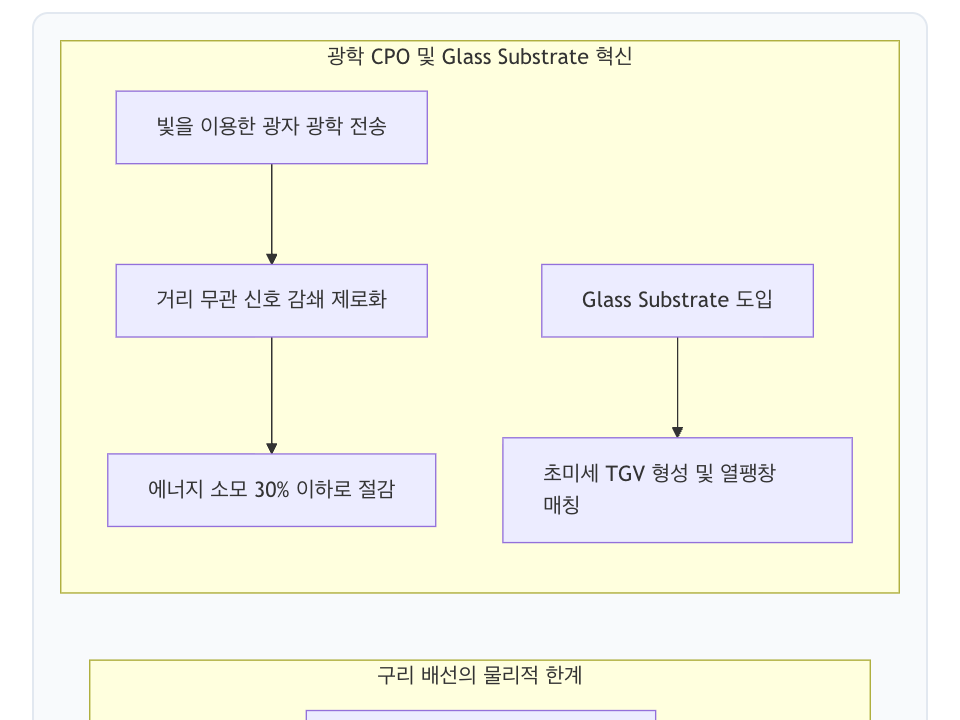 광학 CPO 및 Glass Substrate 혁신
빛을 이용한 광자 광학 전송
거리 무관 신호 감쇄 제로화
Glass Substrate 도입
에너지 소모 30% 이하로 절감
초미세 TGV 형성 및 열팽창
매칭
구리 배선의 물리적 한계